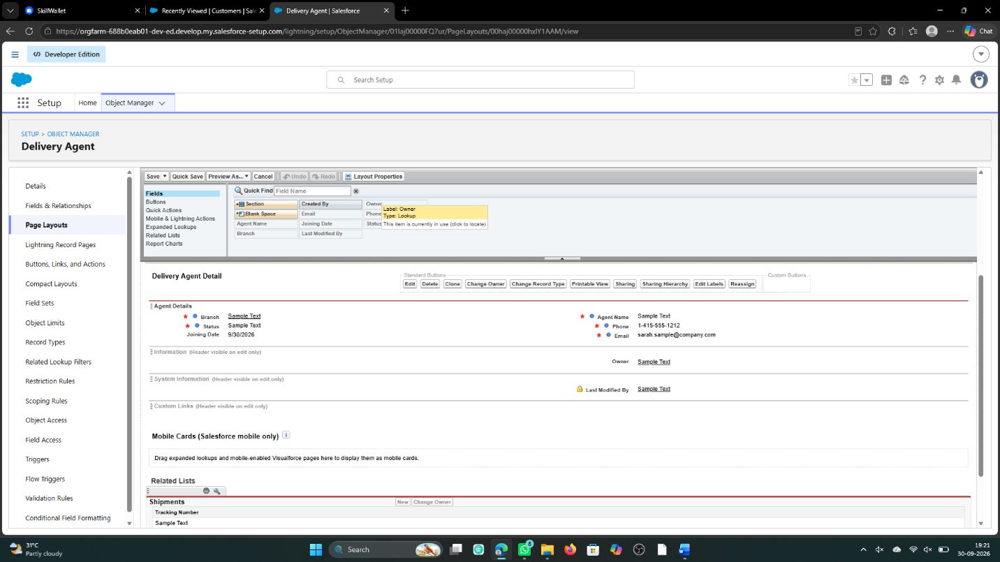 SkillWallet
Recently Viewed | Customers | Sale
Delivery Agent | Salesforce
https://orgfarm-688b0eab01-dev-ed.develop.my.salesforce-setup.com/lightning/setup/ObjectManager/01Iaj00000FQ7ur/PageLayouts/00haj00000hxIY1AAM/view
Chat
Developer Edition
Search Setup
Setup
Home
Object Manager
SETUP > OBJECT MANAGER
Delivery Agent
Details
Fields & Relationships
Page Layouts
Lightning Record Pages
Buttons, Links, and Actions
Compact Layouts
Field Sets
Object Limits
Record Types
Related Lookup Filters
Restriction Rules
Scoping Rules
Object Access
Field Access
Triggers
Flow Triggers
Validation Rules
Conditional Field Formatting
Save Quick Save Preview As... Cancel Undo Redo Layout Properties
Fields
Buttons
Quick Actions
Mobile & Lightning Actions
Expanded Lookups
Related Lists
Report Charts
Quick Find Field Name
Section Created By Owner
Blank Space Email Phone
Agent Name Joining Date Status
Branch Last Modified By
Label: Owner
Type: Lookup
This item is currently in use (click to locate)
Delivery Agent Detail
Standard Buttons
Edit Delete Clone Change Owner Change Record Type Printable View Sharing Sharing Hierarchy Edit Labels Reassign
Custom Buttons
Agent Details
* Branch Sample Text * Agent Name Sample Text
* Status Sample Text * Phone 1-415-555-1212
Joining Date 9/30/2026 * Email sarah.sample@company.com
Information (Header visible on edit only)
Owner Sample Text
System Information (Header visible on edit only)
Last Modified By Sample Text
Custom Links (Header visible on edit only)
Mobile Cards (Salesforce mobile only) i
Drag expanded lookups and mobile-enabled Visualforce pages here to display them as mobile cards.
Related Lists
Shipments New Change Owner
Tracking Number
Sample Text
31°C
Partly cloudy
Search
8
19:21
30-09-2026